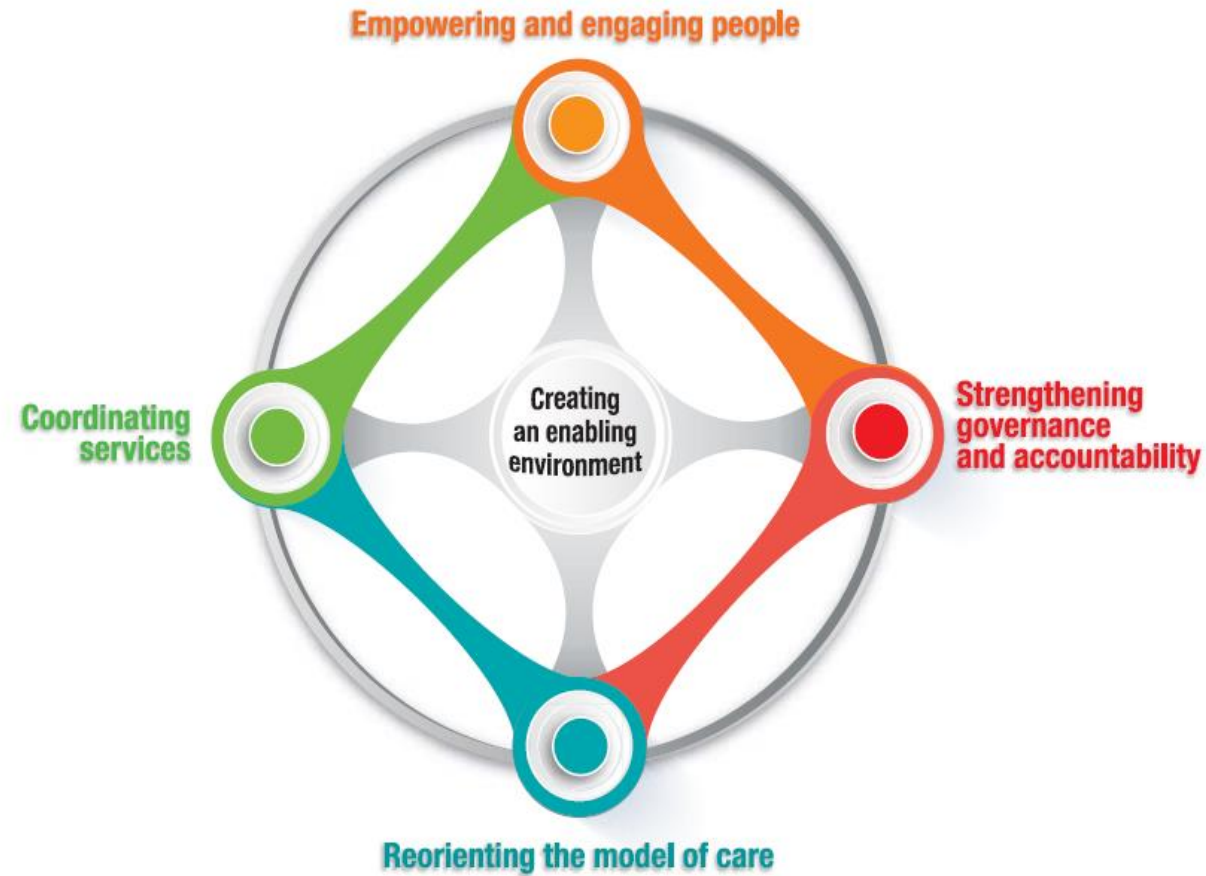 Empowering and engaging people
Coordinating
services
Creating
an enabling
environment
Strengthening
governance
and accountability
Reorienting the model of care